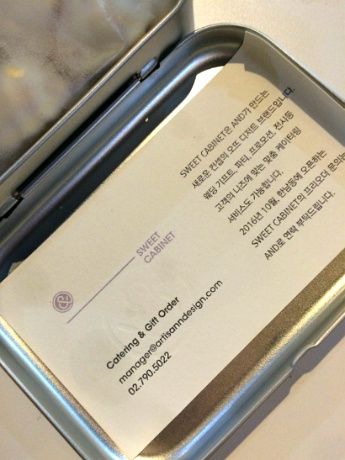 SWEET CABINET은 AND가 만드는
새로운 컨셉의 오프 디저트 브랜드입니다.
웨딩 기프트, 파티, 프로모션, 전시등
고객의 니즈에 맞는 맞춤 케이터링
서비스도 가능합니다.
2016년 10월, 한남동에 오픈하는
SWEET CABINET의 프리오더 문의는
AND로 연락 부탁드립니다.
SWEET
CABINET
Catering & Gift Order
manager@artisanndesign.com
02.790.5022